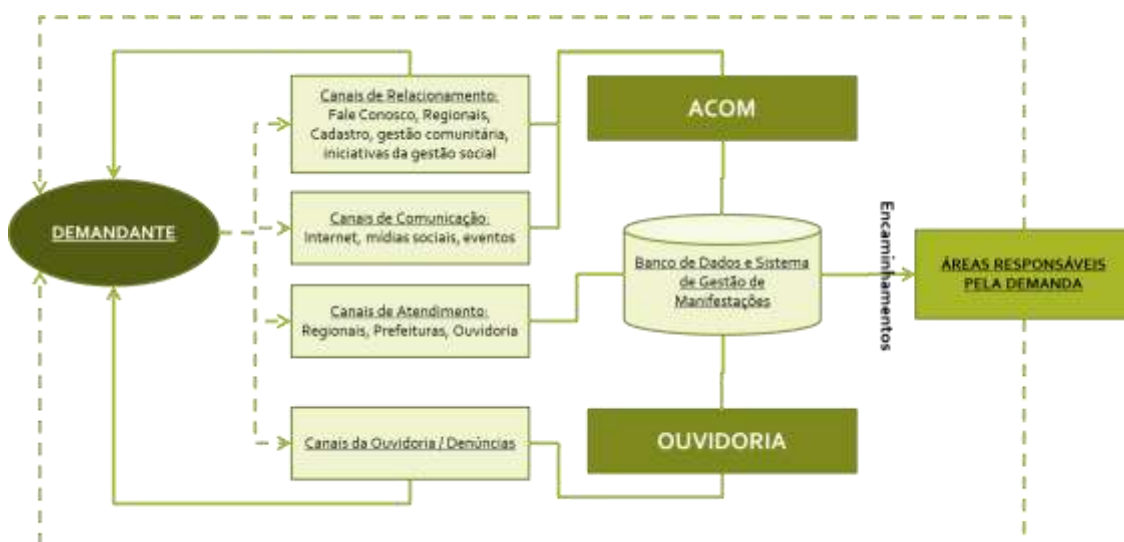 Canais de Relacionamento:
Fale Conosco, Regionais,
Cadastro, gestão comunitária,
iniciativas da gestão social
ACOM
DEMANDANTE
Canais de Comunicação:
Internet, mídias sociais, eventos
Banco de Dados e Sistema
de Gestão de
Manifestações
Encaminhamentos
ÁREAS RESPONSÁVEIS
PELA DEMANDA
Canais de Atendimento:
Regionais, Prefeituras, Ouvidoria
Canais da Ouvidoria / Denúncias
OUVIDORIA